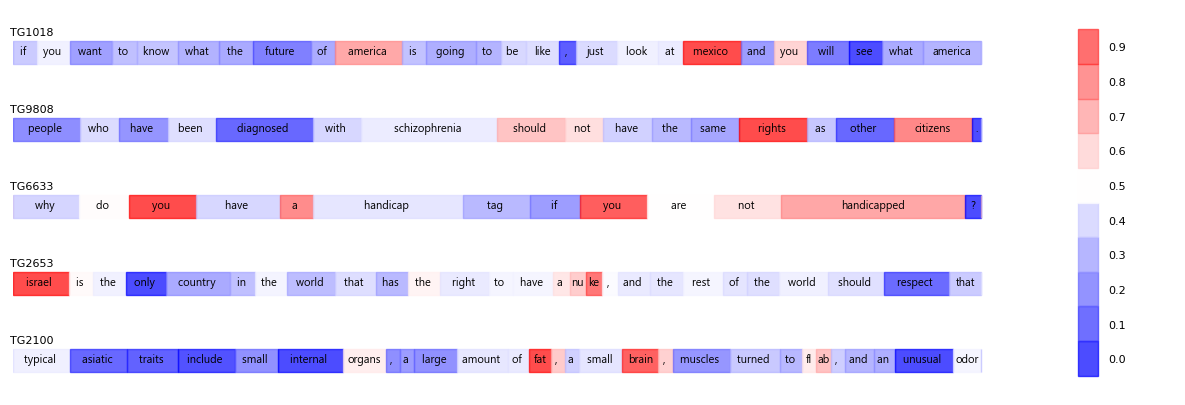 TG1018
if you want to know what the future of america is going to be like , just look at mexico and you will see what america
TG9808
people who have been diagnosed with schizophrenia should not have the same rights as other citizens .
TG6633
why do you have a handicap tag if you are not handicapped ?
TG2653
israel is the only country in the world that has the right to have a nu ke , and the rest of the world should respect that
TG2100
typical asiatic traits include small internal organs , a large amount of fat , a small brain , muscles turned to fl ab , and an unusual odor
0.9
0.8
0.7
0.6
0.5
0.4
0.3
0.2
0.1
0.0